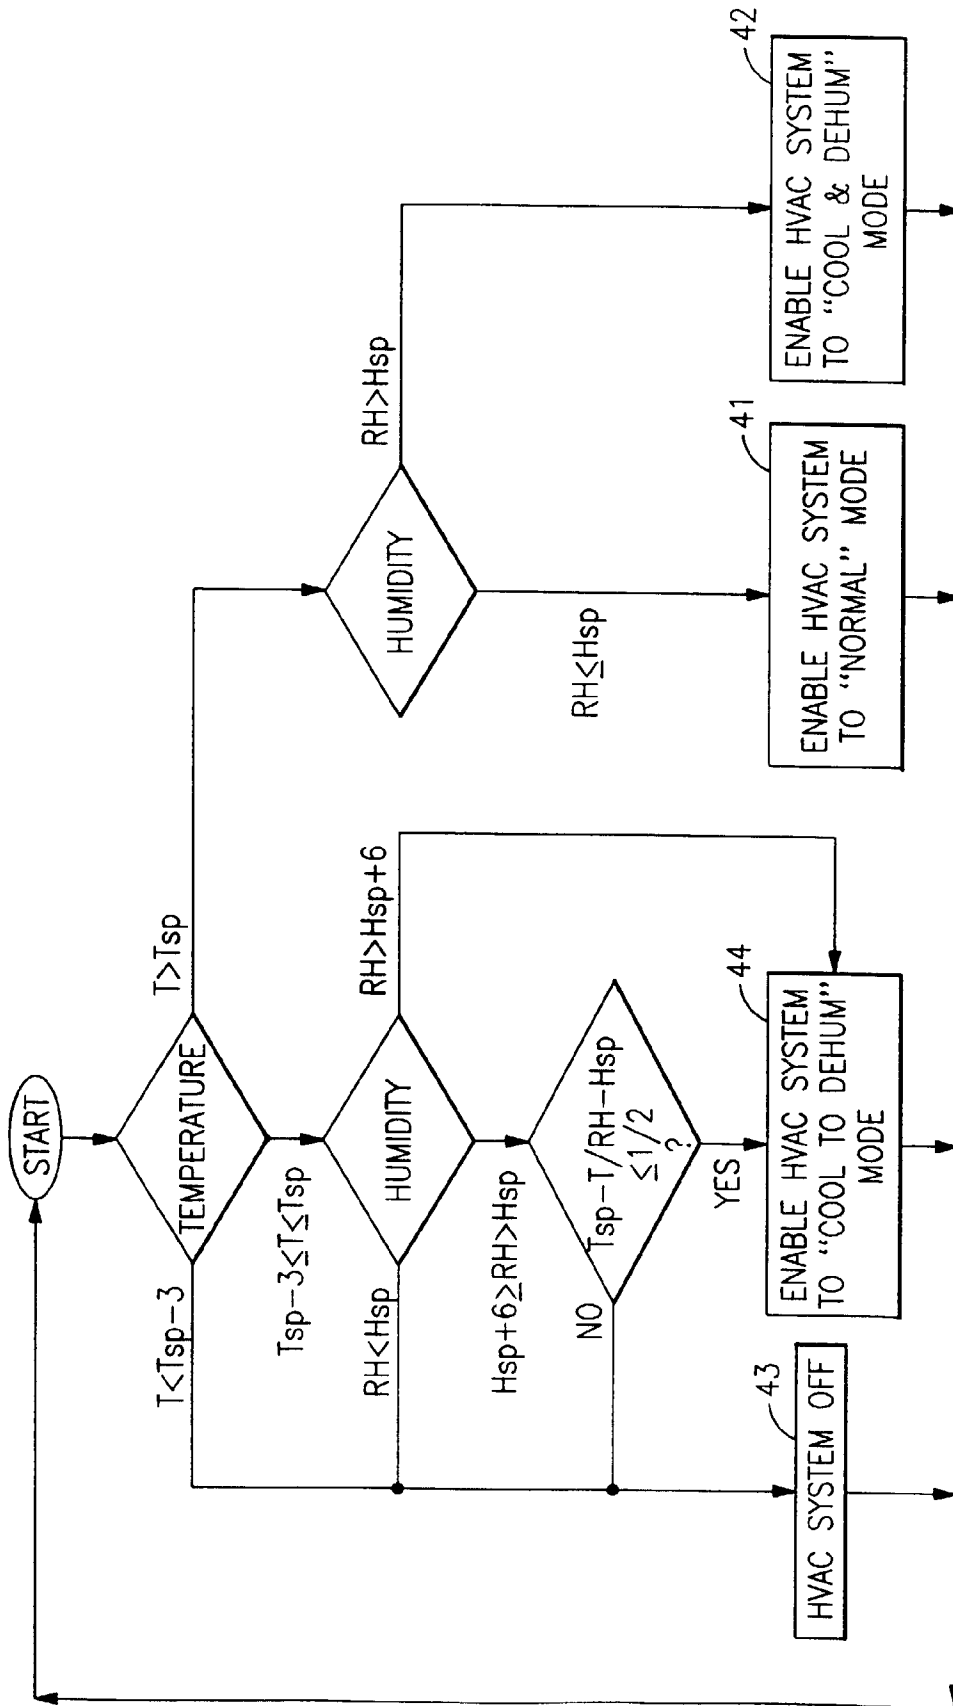 START
TEMPERATURE
T<Tsp-3
Tsp-3≤T≤Tsp
T>Tsp
HUMIDITY
RH<Hsp
Hsp+6≥RH>Hsp
RH>Hsp+6
Tsp-T/RH-Hsp
≤1/2
?
NO
YES
HUMIDITY
RH≤Hsp
RH>Hsp
43
HVAC SYSTEM OFF
44
ENABLE HVAC SYSTEM
TO "COOL TO DEHUM"
MODE
41
ENABLE HVAC SYSTEM
TO "NORMAL" MODE
42
ENABLE HVAC SYSTEM
TO "COOL & DEHUM"
MODE